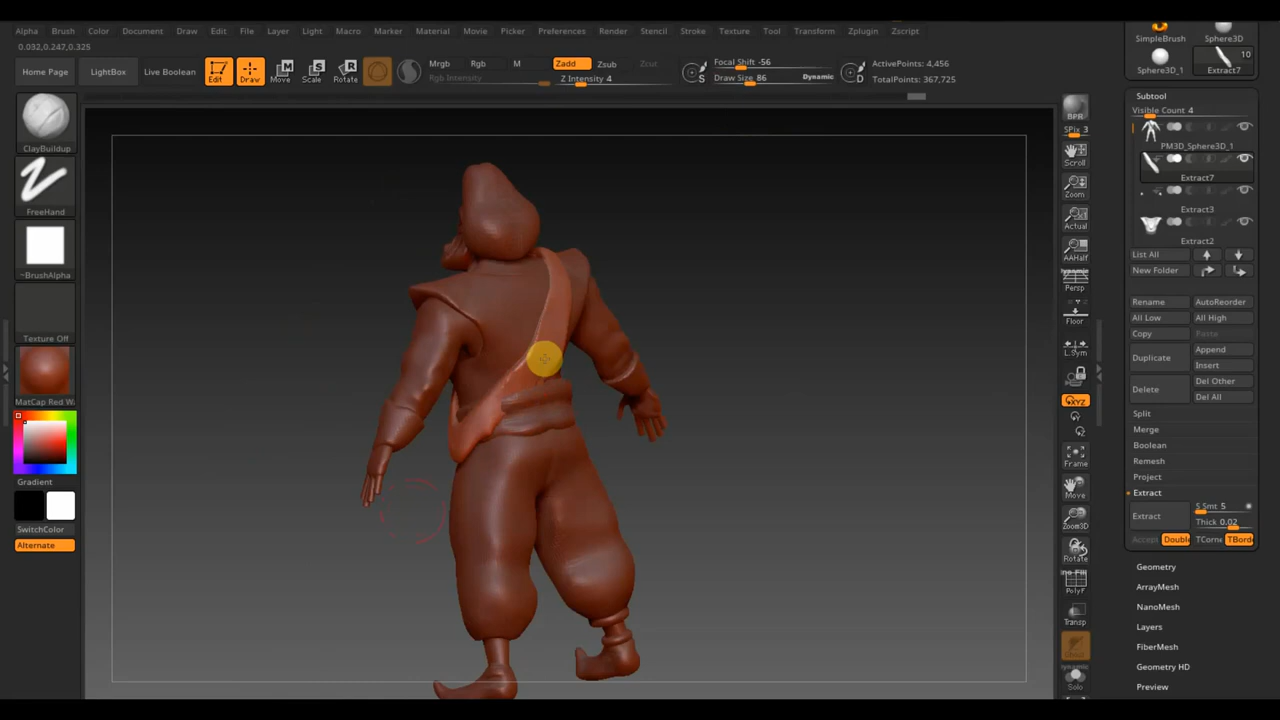 Alpha Brush Color Document Draw Edit File Layer Light Macro Marker Material Movie Picker Preferences Render Stencil Stroke Texture Tool Transform Zplugin Zscript
0.032,0.247,0.325
Home Page LightBox Live Boolean Edit Draw Move Scale Rotate
Mrgb Rgb M Zadd Zsub Zcut
Rgb Intensity Z Intensity 4
S Focal Shift -56
Draw Size 86 Dynamic
D ActivePoints: 4,456
TotalPoints: 367,725
ClayBuildup
FreeHand
~BrushAlpha
Texture Off
MatCap Red Wa
Gradient
SwitchColor
Alternate
BPR
SPix 3
Scroll
Zoom
Actual
AAHalf
Dynamic
Persp
Floor
L.Sym
XYZ
Frame
Move
Zoom3D
Rotate
PolyF
Transp
Dynamic
Solo
SimpleBrush Sphere3D
10
Sphere3D_1 Extract7
Subtool
Visible Count 4
PM3D_Sphere3D_1
Extract7
Extract3
Extract2
List All
New Folder
Rename AutoReorder
All Low All High
Copy Paste
Duplicate Append
Insert
Delete Del Other
Del All
Split
Merge
Boolean
Remesh
Project
Extract
Extract S Smt 5
Thick 0.02
Accept Double TCorne TBorde
Geometry
ArrayMesh
NanoMesh
Layers
FiberMesh
Geometry HD
Preview